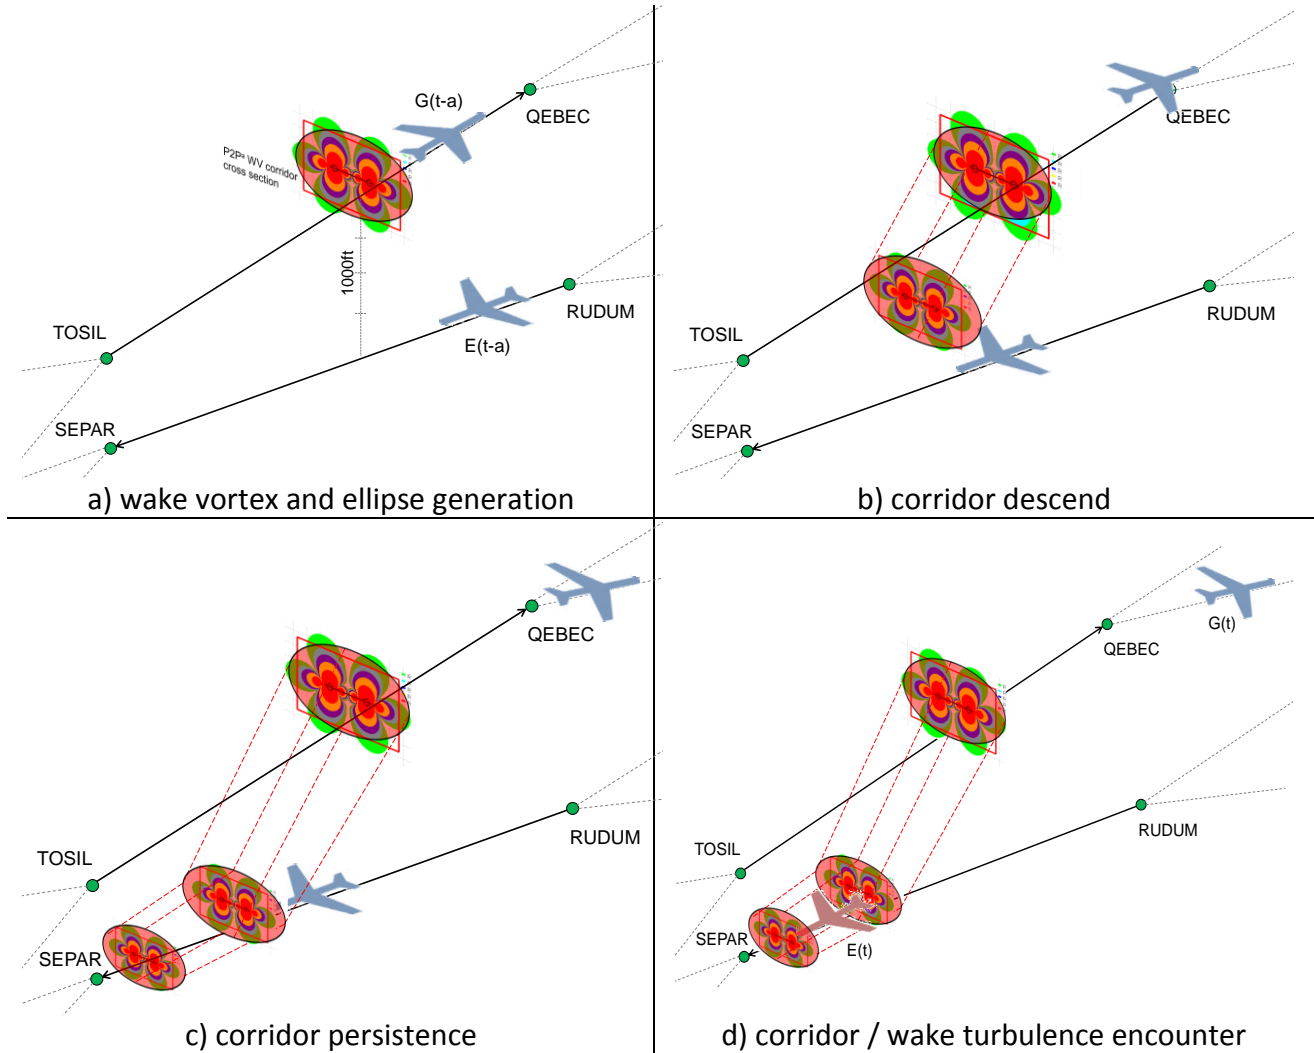 G(t-a)
QEBEC
P2P= WV corridor
cross section
1000ft
RUDUM
TOSIL
E(t-a)
SEPAR
a) wake vortex and ellipse generation
QEBEC
RUDUM
TOSIL
SEPAR
b) corridor descend
QEBEC
RUDUM
TOSIL
SEPAR
c) corridor persistence
G(t)
QEBEC
RUDUM
TOSIL
SEPAR
E(t)
d) corridor / wake turbulence encounter